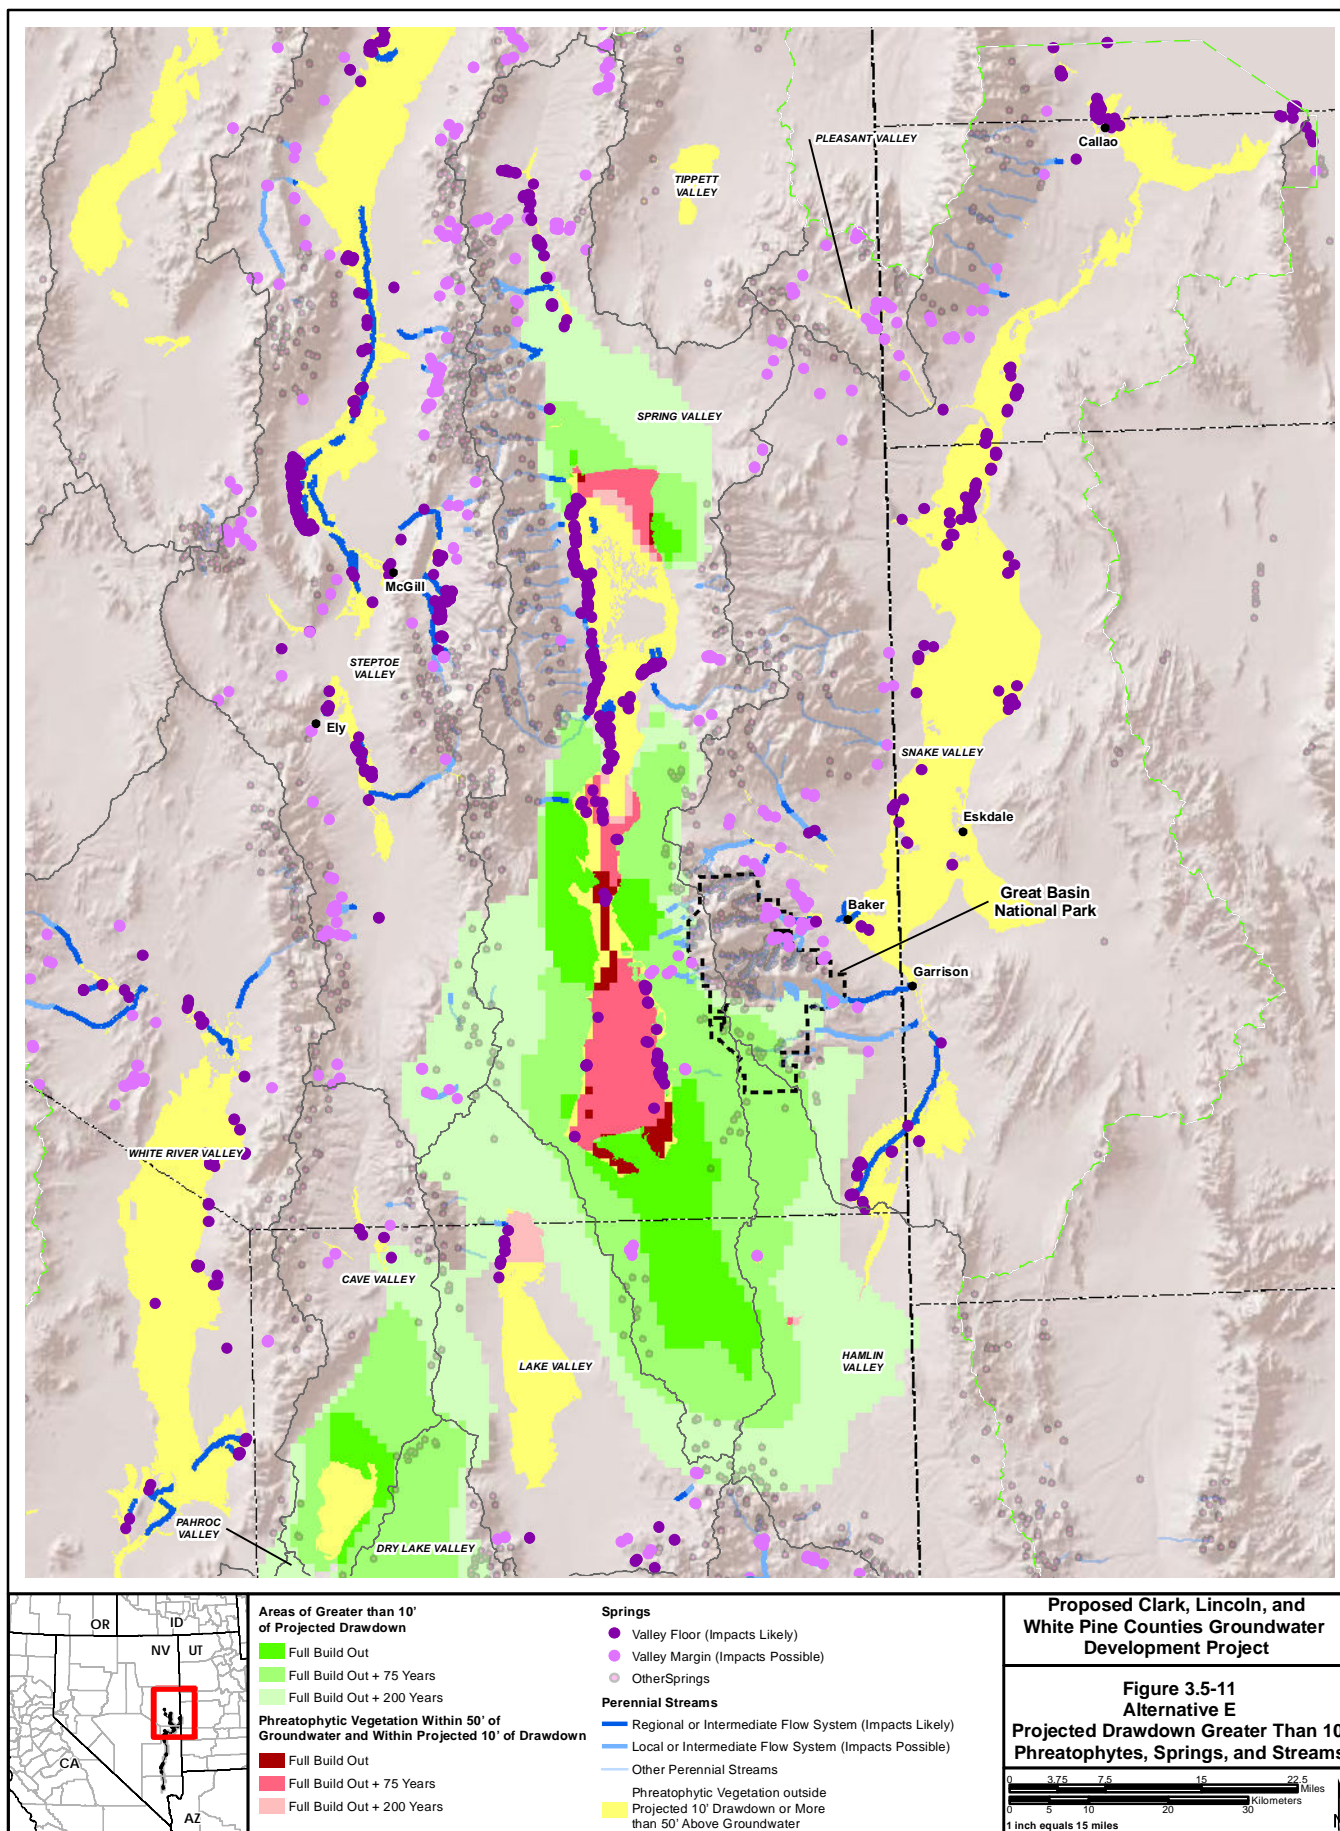 PLEASANT VALLEY
Callao
TIPPETT
VALLEY
SPRING VALLEY
McGill
STEPTOE
VALLEY
Ely
SNAKE VALLEY
Eskdale
Great Basin
National Park
Baker
Garrison
WHITE RIVER VALLEY
CAVE VALLEY
LAKE VALLEY
HAMLIN
VALLEY
PAHROC
VALLEY
DRY LAKE VALLEY
OR
ID
NV
UT
CA
AZ
Areas of Greater than 10'
of Projected Drawdown
Full Build Out
Full Build Out + 75 Years
Full Build Out + 200 Years
Phreatophytic Vegetation Within 50' of
Groundwater and Within Projected 10' of Drawdown
Full Build Out
Full Build Out + 75 Years
Full Build Out + 200 Years
Springs
Valley Floor (Impacts Likely)
Valley Margin (Impacts Possible)
OtherSprings
Perennial Streams
Regional or Intermediate Flow System (Impacts Likely)
Local or Intermediate Flow System (Impacts Possible)
Other Perennial Streams
Phreatophytic Vegetation outside
Projected 10' Drawdown or More
than 50' Above Groundwater
Proposed Clark, Lincoln, and
White Pine Counties Groundwater
Development Project
Figure 3.5-11
Alternative E
Projected Drawdown Greater Than 10
Phreatophytes, Springs, and Streams
0 3.75 7.5 15 22.5
Miles
Kilometers
0 5 10 20 30
1 inch equals 15 miles
N